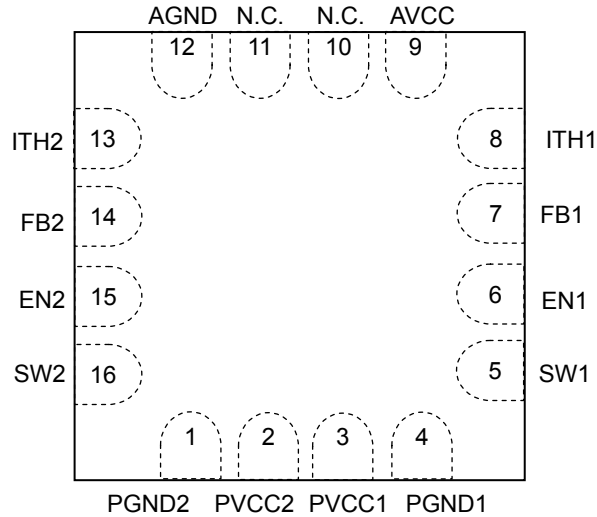 AGND N.C. N.C. AVCC
12 11 10 9
ITH2 13 8 ITH1
FB2 14 7 FB1
EN2 15 6 EN1
SW2 16 5 SW1
1 2 3 4
PGND2 PVCC2 PVCC1 PGND1